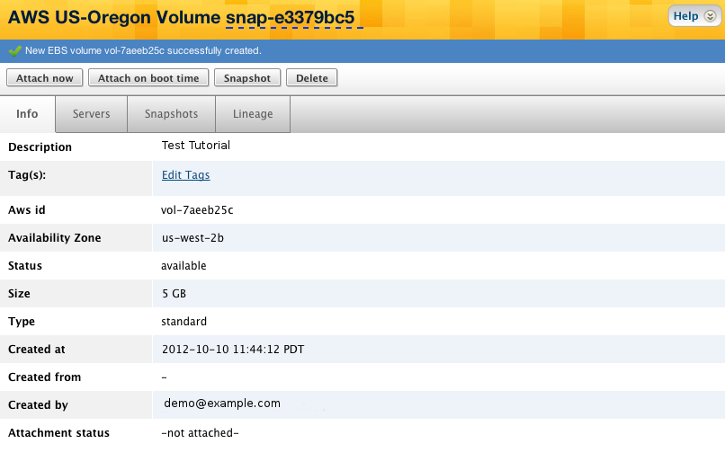 AWS US-Oregon Volume snap-e3379bc5
Help
New EBS volume vol-7aeeb25c successfully created.
Attach now Attach on boot time Snapshot Delete
Info Servers Snapshots Lineage
Description Test Tutorial
Tag(s): Edit Tags
Aws id vol-7aeeb25c
Availability Zone us-west-2b
Status available
Size 5 GB
Type standard
Created at 2012-10-10 11:44:12 PDT
Created from -
Created by demo@example.com
Attachment status -not attached-